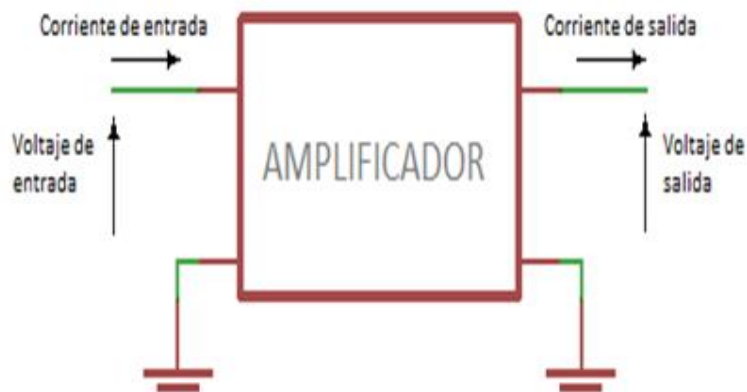 Corriente de entrada
Corriente de salida
Voltaje de
entrada
AMPLIFICADOR
Voltaje de
salida